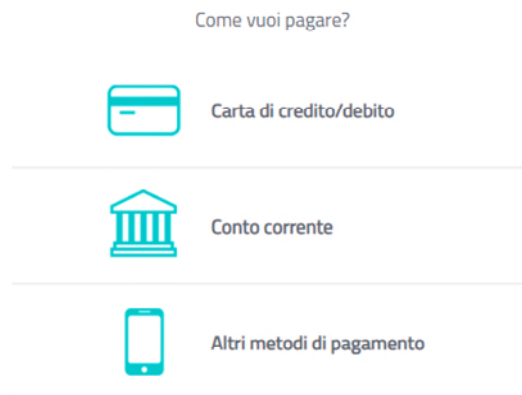 Come vuoi pagare?
Carta di credito/debito
Conto corrente
Altri metodi di pagamento